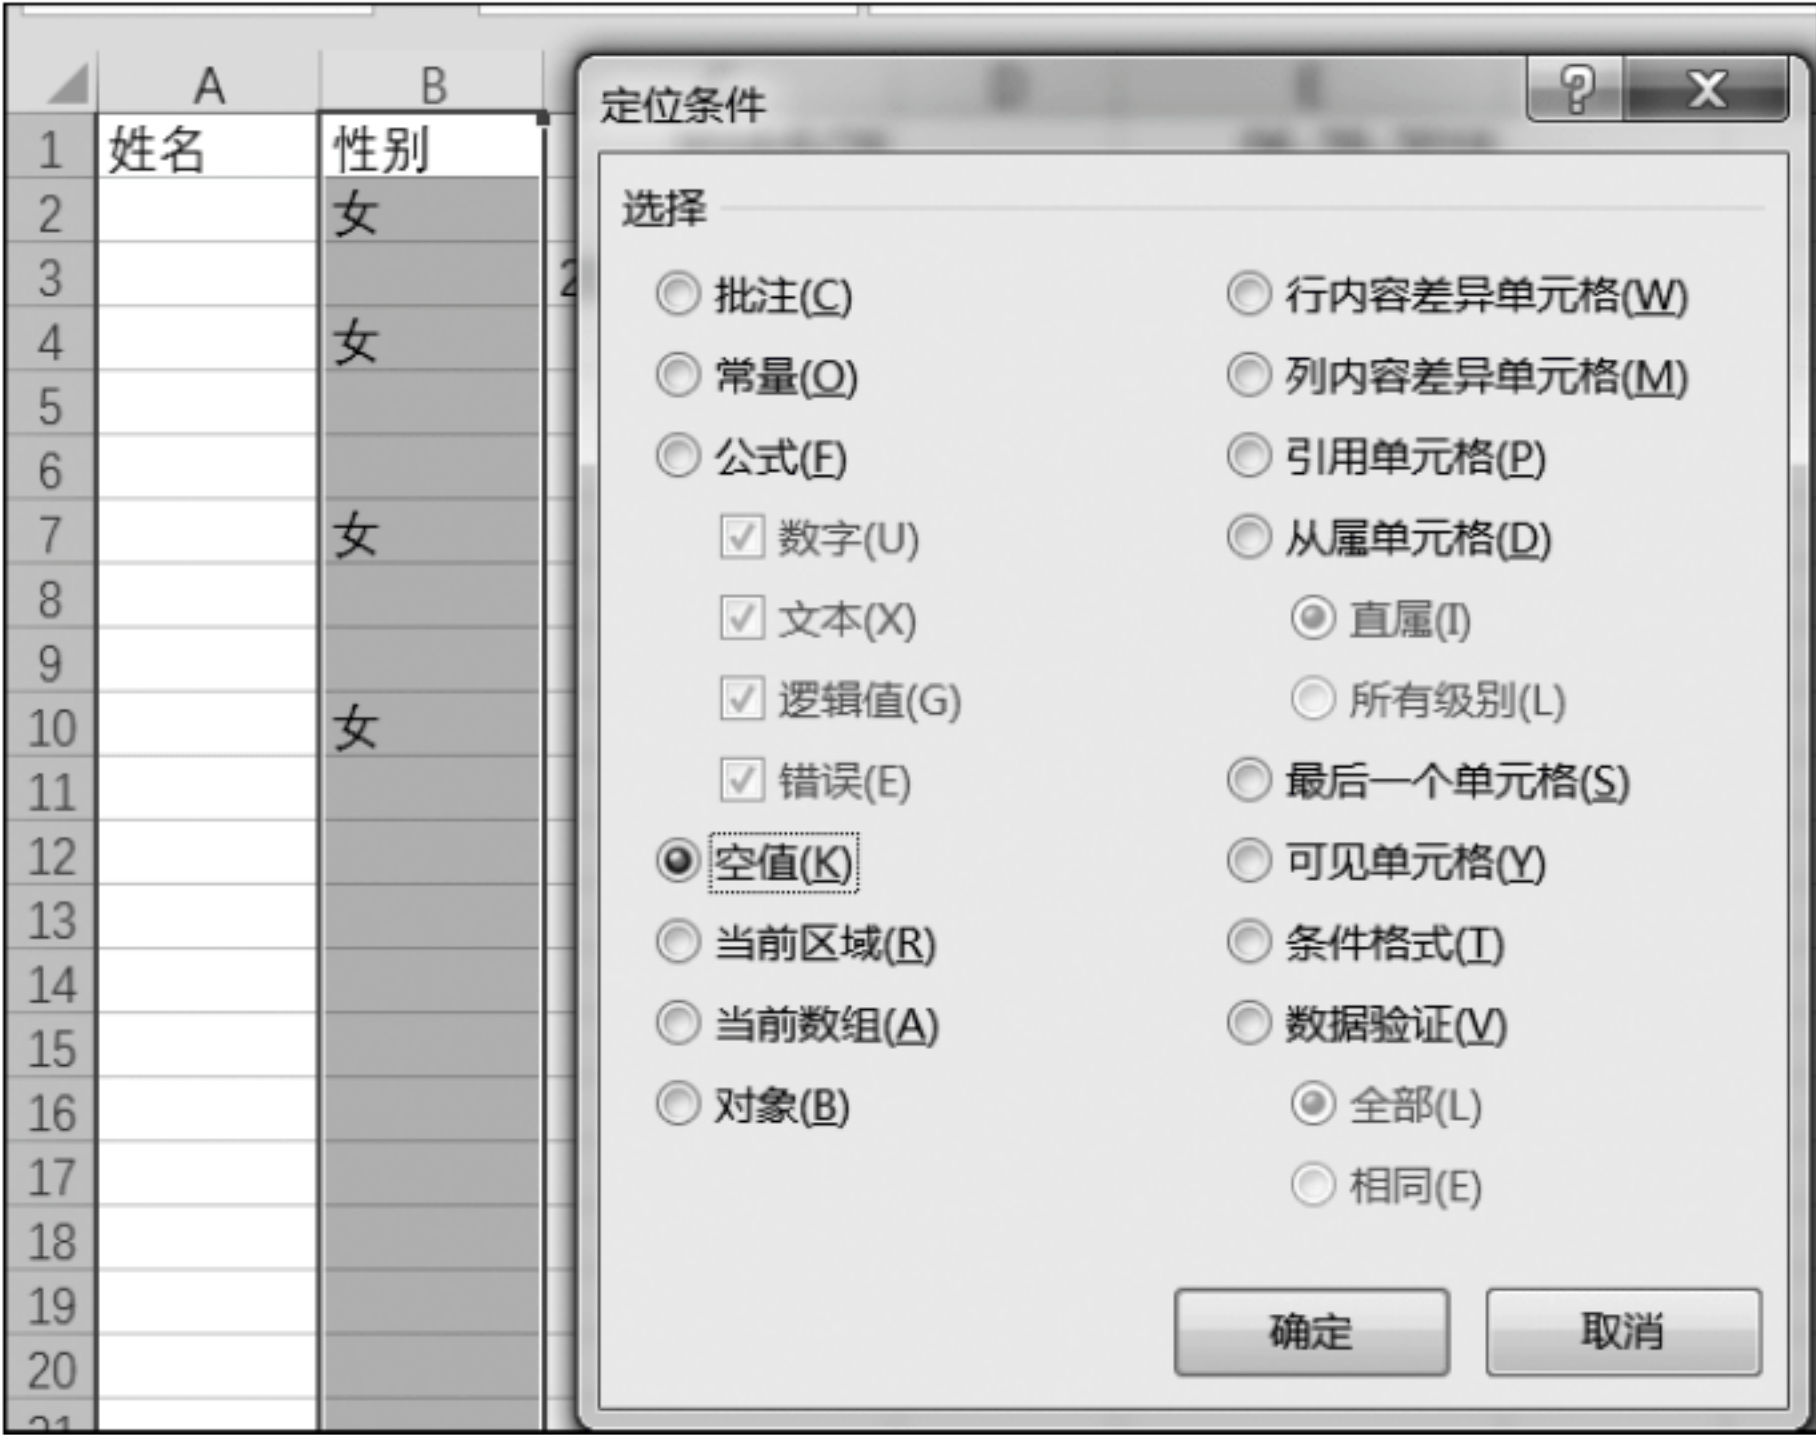 A B
1 姓名 性别
2 女
3 2
4 女
5
6
7 女
8
9
10 女
11
12
13
14
15
16
17
18
19
20
21
定位条件
选择
批注(C) 行内容差异单元格(W)
常量(O) 列内容差异单元格(M)
公式(F) 引用单元格(P)
数字(U) 从属单元格(D)
文本(X) 直属(I)
逻辑值(G) 所有级别(L)
错误(E) 最后一个单元格(S)
空值(K) 可见单元格(Y)
当前区域(R) 条件格式(T)
当前数组(A) 数据验证(V)
对象(B) 全部(L)
相同(E)
确定 取消